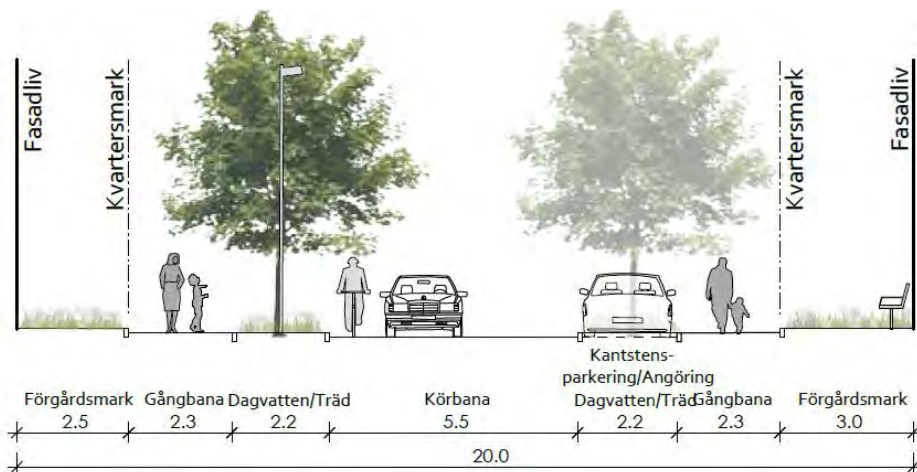 Fasadliv
Kvartersmark
Kvartersmark
Fasadliv
Kantstens-
parkering/Angöring
Förgårdsmark Gångbana Dagvatten/Träd Körbana Dagvatten/Träd Gångbana Förgårdsmark
2.5 2.3 2.2 5.5 2.2 2.3 3.0
20.0